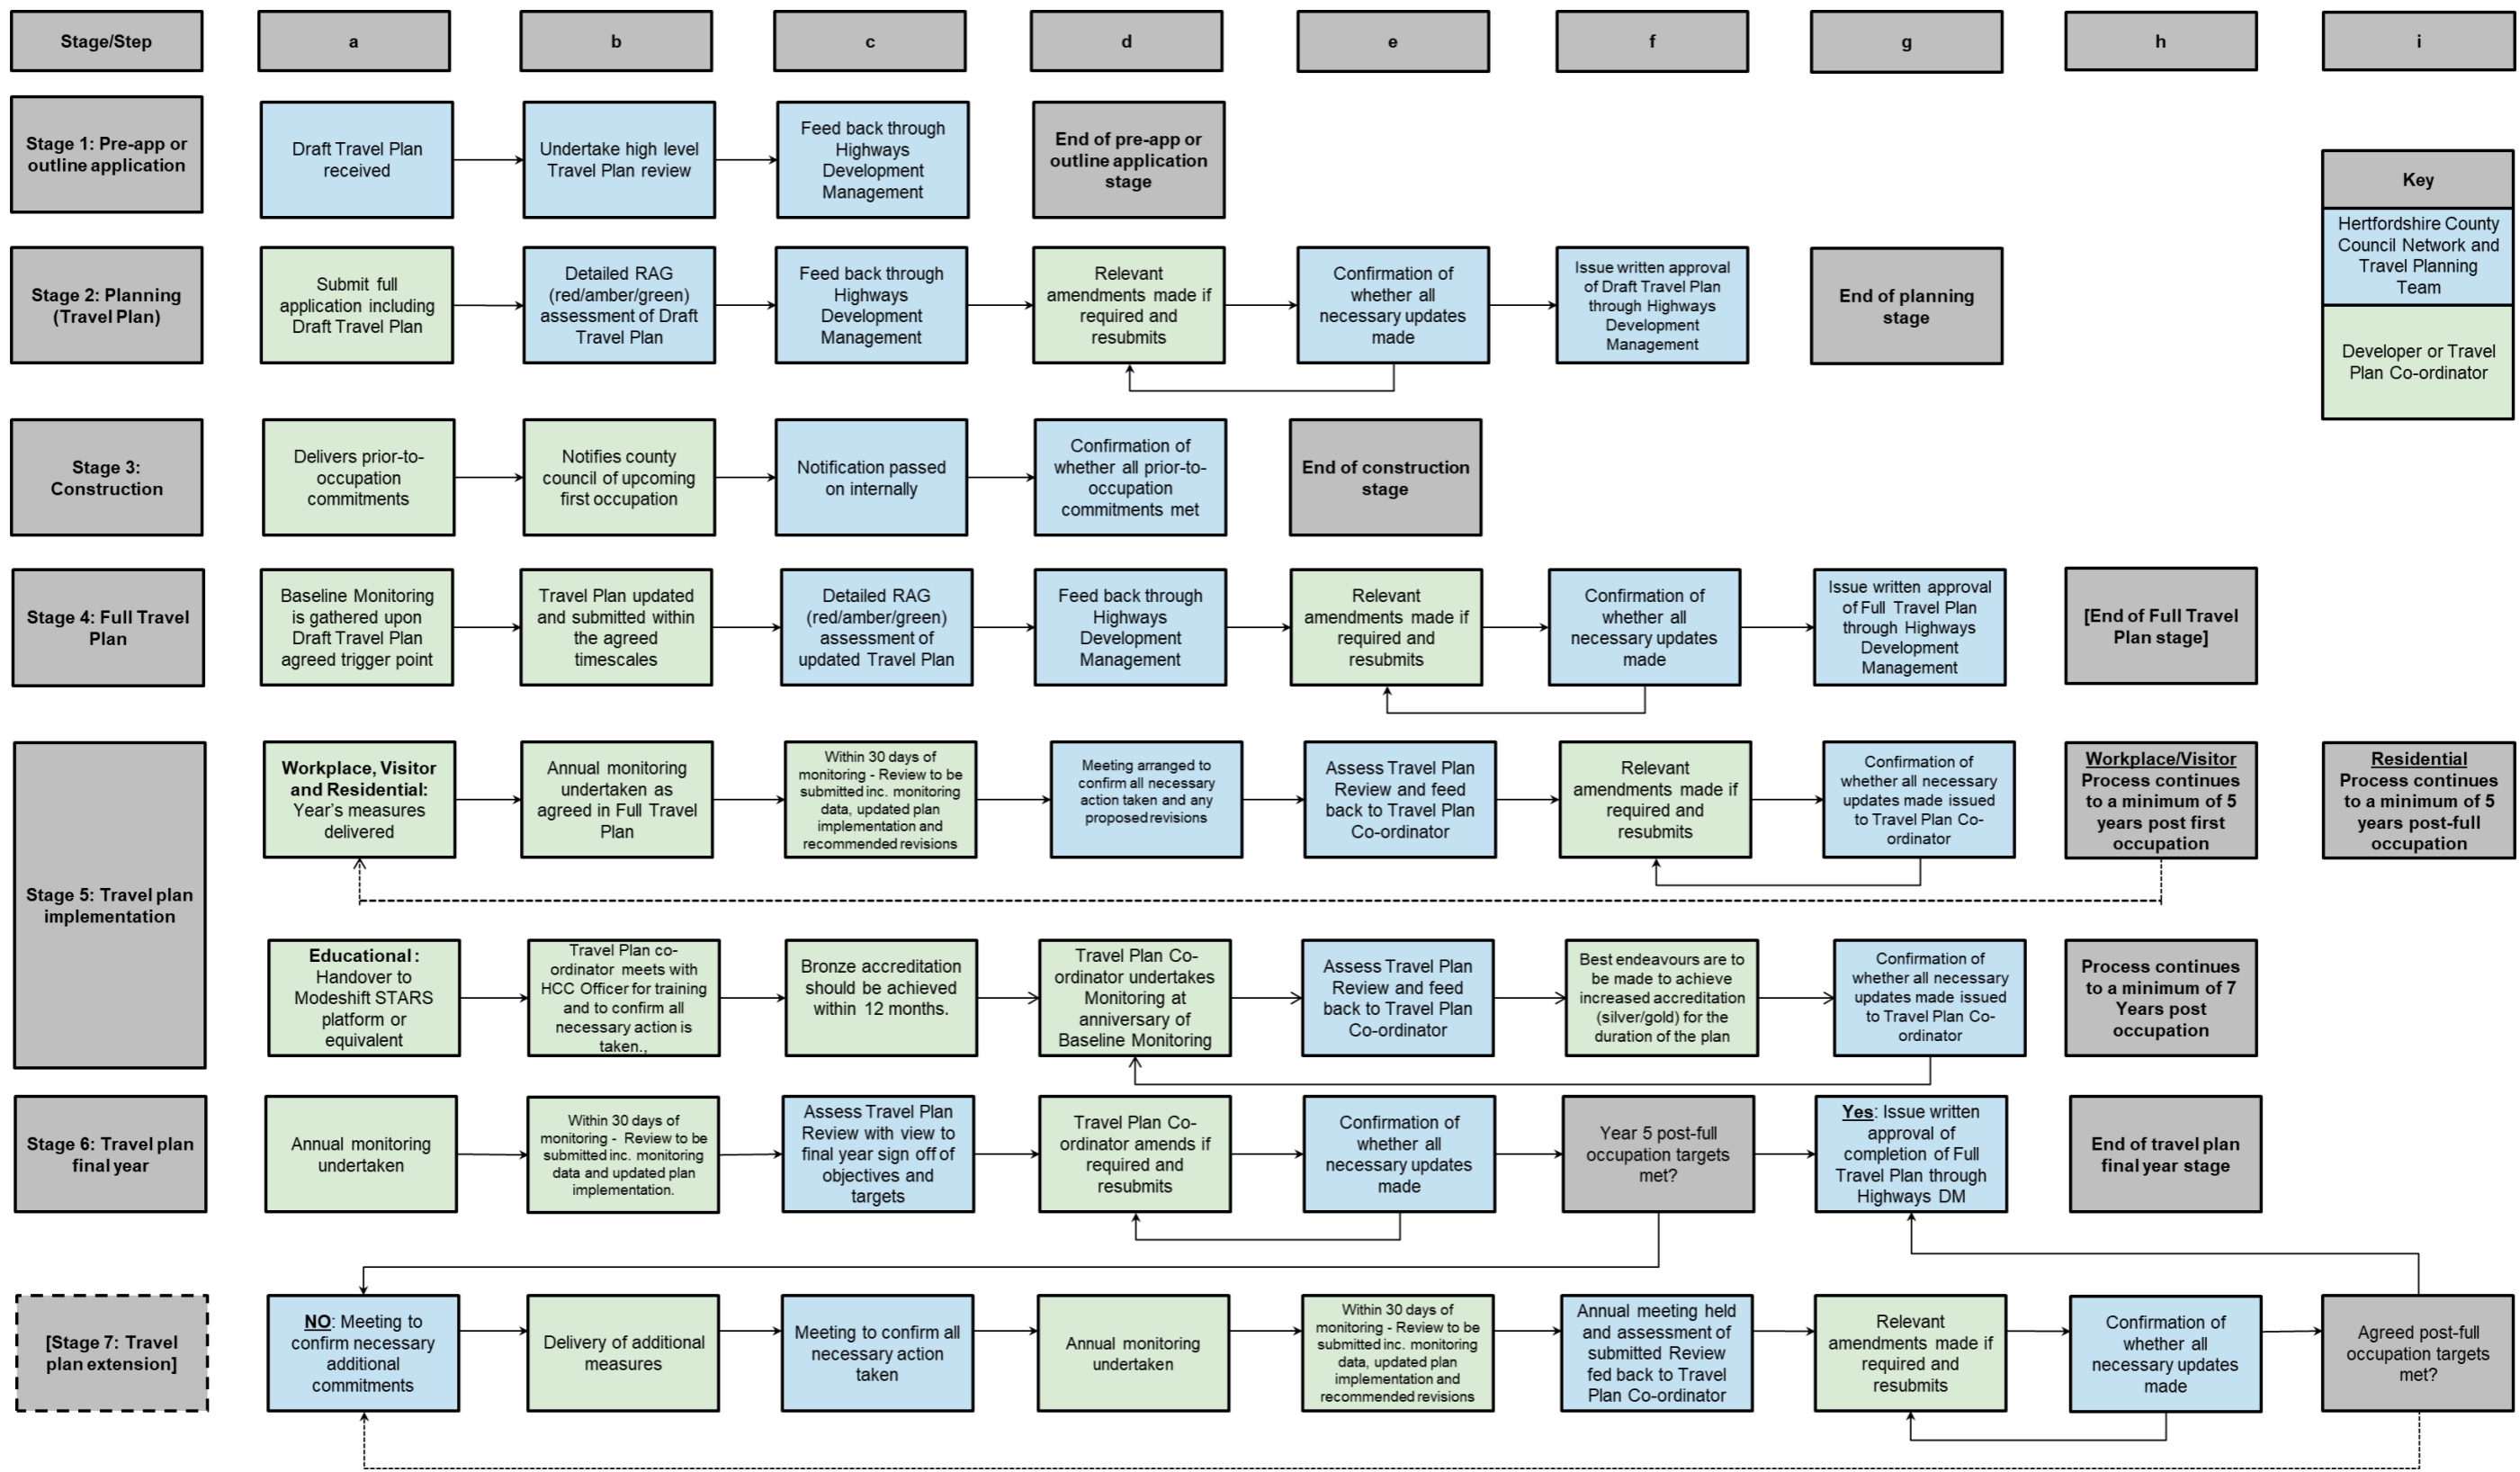 Stage/Step
a
b
c
d
e
f
g
h
i
Stage 1: Pre-app or
outline application
Draft Travel Plan
received
Undertake high level
Travel Plan review
Feed back through
Highways
Development
Management
End of pre-app or
outline application
stage
Key
Hertfordshire County
Council Network and
Travel Planning
Team
Developer or Travel
Plan Co-ordinator
Stage 2: Planning
(Travel Plan)
Submit full
application including
Draft Travel Plan
Detailed RAG
(red/amber/green)
assessment of Draft
Travel Plan
Feed back through
Highways
Development
Management
Relevant
amendments made if
required and
resubmits
Confirmation of
whether all
necessary updates
made
Issue written approval
of Draft Travel Plan
through Highways
Development
Management
End of planning
stage
Stage 3:
Construction
Delivers prior-to-
occupation
commitments
Notifies county
council of upcoming
first occupation
Notification passed
on internally
Confirmation of
whether all prior-to-
occupation
commitments met
End of construction
stage
Stage 4: Full Travel
Plan
Baseline Monitoring
is gathered upon
Draft Travel Plan
agreed trigger point
Travel Plan updated
and submitted within
the agreed
timescales
Detailed RAG
(red/amber/green)
assessment of
updated Travel Plan
Feed back through
Highways
Development
Management
Relevant
amendments made if
required and
resubmits
Confirmation of
whether all
necessary updates
made
Issue written approval
of Full Travel Plan
through Highways
Development
Management
[End of Full Travel
Plan stage]
Stage 5: Travel plan
implementation
Workplace, Visitor
and Residential:
Year's measures
delivered
Annual monitoring
undertaken as
agreed in Full Travel
Plan
Within 30 days of
monitoring - Review to be
submitted inc. monitoring
data, updated plan
implementation and
recommended revisions
Meeting arranged to
confirm all necessary
action taken and any
proposed revisions
Assess Travel Plan
Review and feed
back to Travel Plan
Co-ordinator
Relevant
amendments made if
required and
resubmits
Confirmation of
whether all necessary
updates made issued
to Travel Plan Co-
ordinator
Workplace/Visitor
Process continues
to a minimum of 5
years post first
occupation
Residential
Process continues
to a minimum of 5
years post-full
occupation
Educational:
Handover to
Modeshift STARS
platform or
equivalent
Travel Plan co-
ordinator meets with
HCC Officer for training
and to confirm all
necessary action is
taken.,
Bronze accreditation
should be achieved
within 12 months.
Travel Plan Co-
ordinator undertakes
Monitoring at
anniversary of
Baseline Monitoring
Assess Travel Plan
Review and feed
back to Travel Plan
Co-ordinator
Best endeavours are to
be made to achieve
increased accreditation
(silver/gold) for the
duration of the plan
Confirmation of
whether all necessary
updates made issued
to Travel Plan Co-
ordinator
Process continues
to a minimum of 7
Years post
occupation
Stage 6: Travel plan
final year
Annual monitoring
undertaken
Within 30 days of
monitoring - Review to be
submitted inc. monitoring
data and updated plan
implementation.
Assess Travel Plan
Review with view to
final year sign off of
objectives and
targets
Travel Plan Co-
ordinator amends if
required and
resubmits
Confirmation of
whether all
necessary updates
made
Year 5 post-full
occupation targets
met?
Yes: Issue written
approval of
completion of Full
Travel Plan through
Highways DM
End of travel plan
final year stage
[Stage 7: Travel
plan extension]
NO: Meeting to
confirm necessary
additional
commitments
Delivery of additional
measures
Meeting to confirm all
necessary action
taken
Annual monitoring
undertaken
Within 30 days of
monitoring - Review to be
submitted inc. monitoring
data, updated plan
implementation and
recommended revisions
Annual meeting held
and assessment of
submitted Review
fed back to Travel
Plan Co-ordinator
Relevant
amendments made if
required and
resubmits
Confirmation of
whether all
necessary updates
made
Agreed post-full
occupation targets
met?